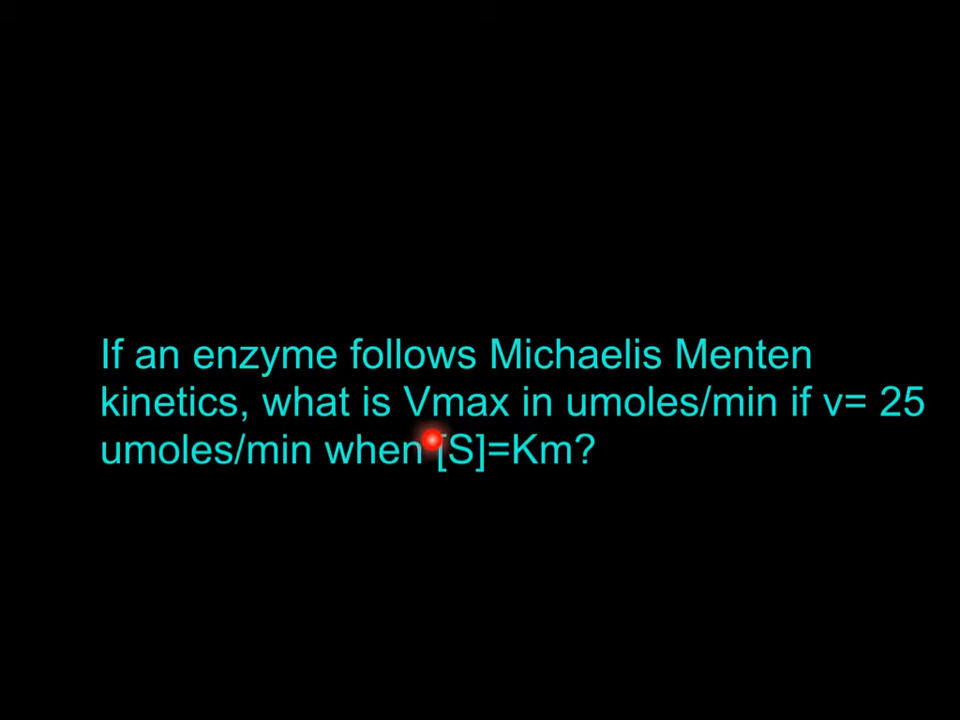 If an enzyme follows Michaelis Menten
kinetics, what is Vmax in umoles/min if v= 25
umoles/min when [S]=Km?